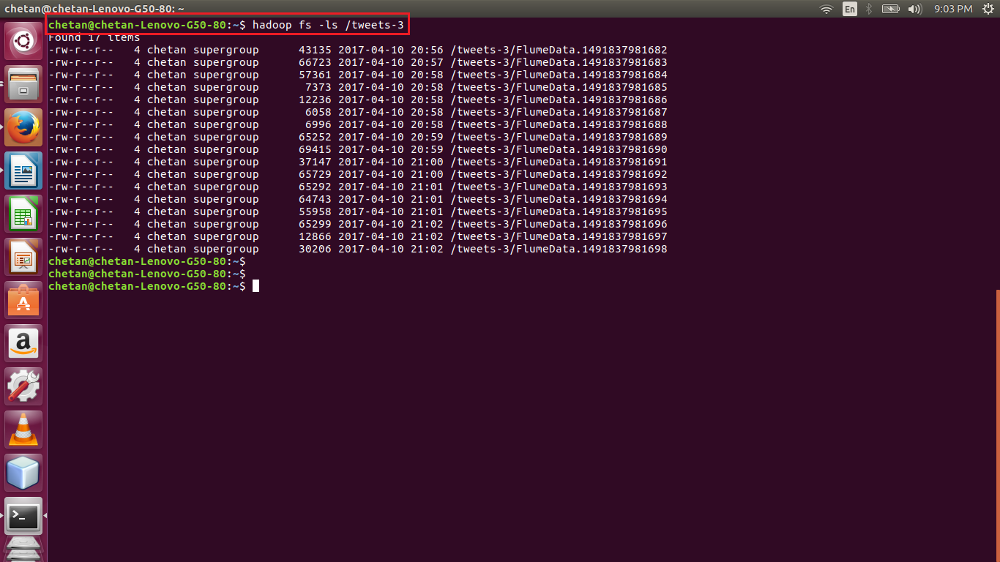 chetan@chetan-Lenovo-G50-80: ~
En
9:03 PM
chetan@chetan-Lenovo-G50-80:~$ hadoop fs -ls /tweets-3
Found 17 items
-rw-r--r--   4 chetan supergroup      43135 2017-04-10 20:56 /tweets-3/FlumeData.1491837981682
-rw-r--r--   4 chetan supergroup      66723 2017-04-10 20:57 /tweets-3/FlumeData.1491837981683
-rw-r--r--   4 chetan supergroup      57361 2017-04-10 20:58 /tweets-3/FlumeData.1491837981684
-rw-r--r--   4 chetan supergroup       7373 2017-04-10 20:58 /tweets-3/FlumeData.1491837981685
-rw-r--r--   4 chetan supergroup      12236 2017-04-10 20:58 /tweets-3/FlumeData.1491837981686
-rw-r--r--   4 chetan supergroup       6058 2017-04-10 20:58 /tweets-3/FlumeData.1491837981687
-rw-r--r--   4 chetan supergroup       6996 2017-04-10 20:58 /tweets-3/FlumeData.1491837981688
-rw-r--r--   4 chetan supergroup      65252 2017-04-10 20:59 /tweets-3/FlumeData.1491837981689
-rw-r--r--   4 chetan supergroup      69415 2017-04-10 20:59 /tweets-3/FlumeData.1491837981690
-rw-r--r--   4 chetan supergroup      37147 2017-04-10 21:00 /tweets-3/FlumeData.1491837981691
-rw-r--r--   4 chetan supergroup      65729 2017-04-10 21:00 /tweets-3/FlumeData.1491837981692
-rw-r--r--   4 chetan supergroup      65292 2017-04-10 21:01 /tweets-3/FlumeData.1491837981693
-rw-r--r--   4 chetan supergroup      64743 2017-04-10 21:01 /tweets-3/FlumeData.1491837981694
-rw-r--r--   4 chetan supergroup      55958 2017-04-10 21:01 /tweets-3/FlumeData.1491837981695
-rw-r--r--   4 chetan supergroup      65299 2017-04-10 21:02 /tweets-3/FlumeData.1491837981696
-rw-r--r--   4 chetan supergroup      12866 2017-04-10 21:02 /tweets-3/FlumeData.1491837981697
-rw-r--r--   4 chetan supergroup      30206 2017-04-10 21:02 /tweets-3/FlumeData.1491837981698
chetan@chetan-Lenovo-G50-80:~$
chetan@chetan-Lenovo-G50-80:~$
chetan@chetan-Lenovo-G50-80:~$